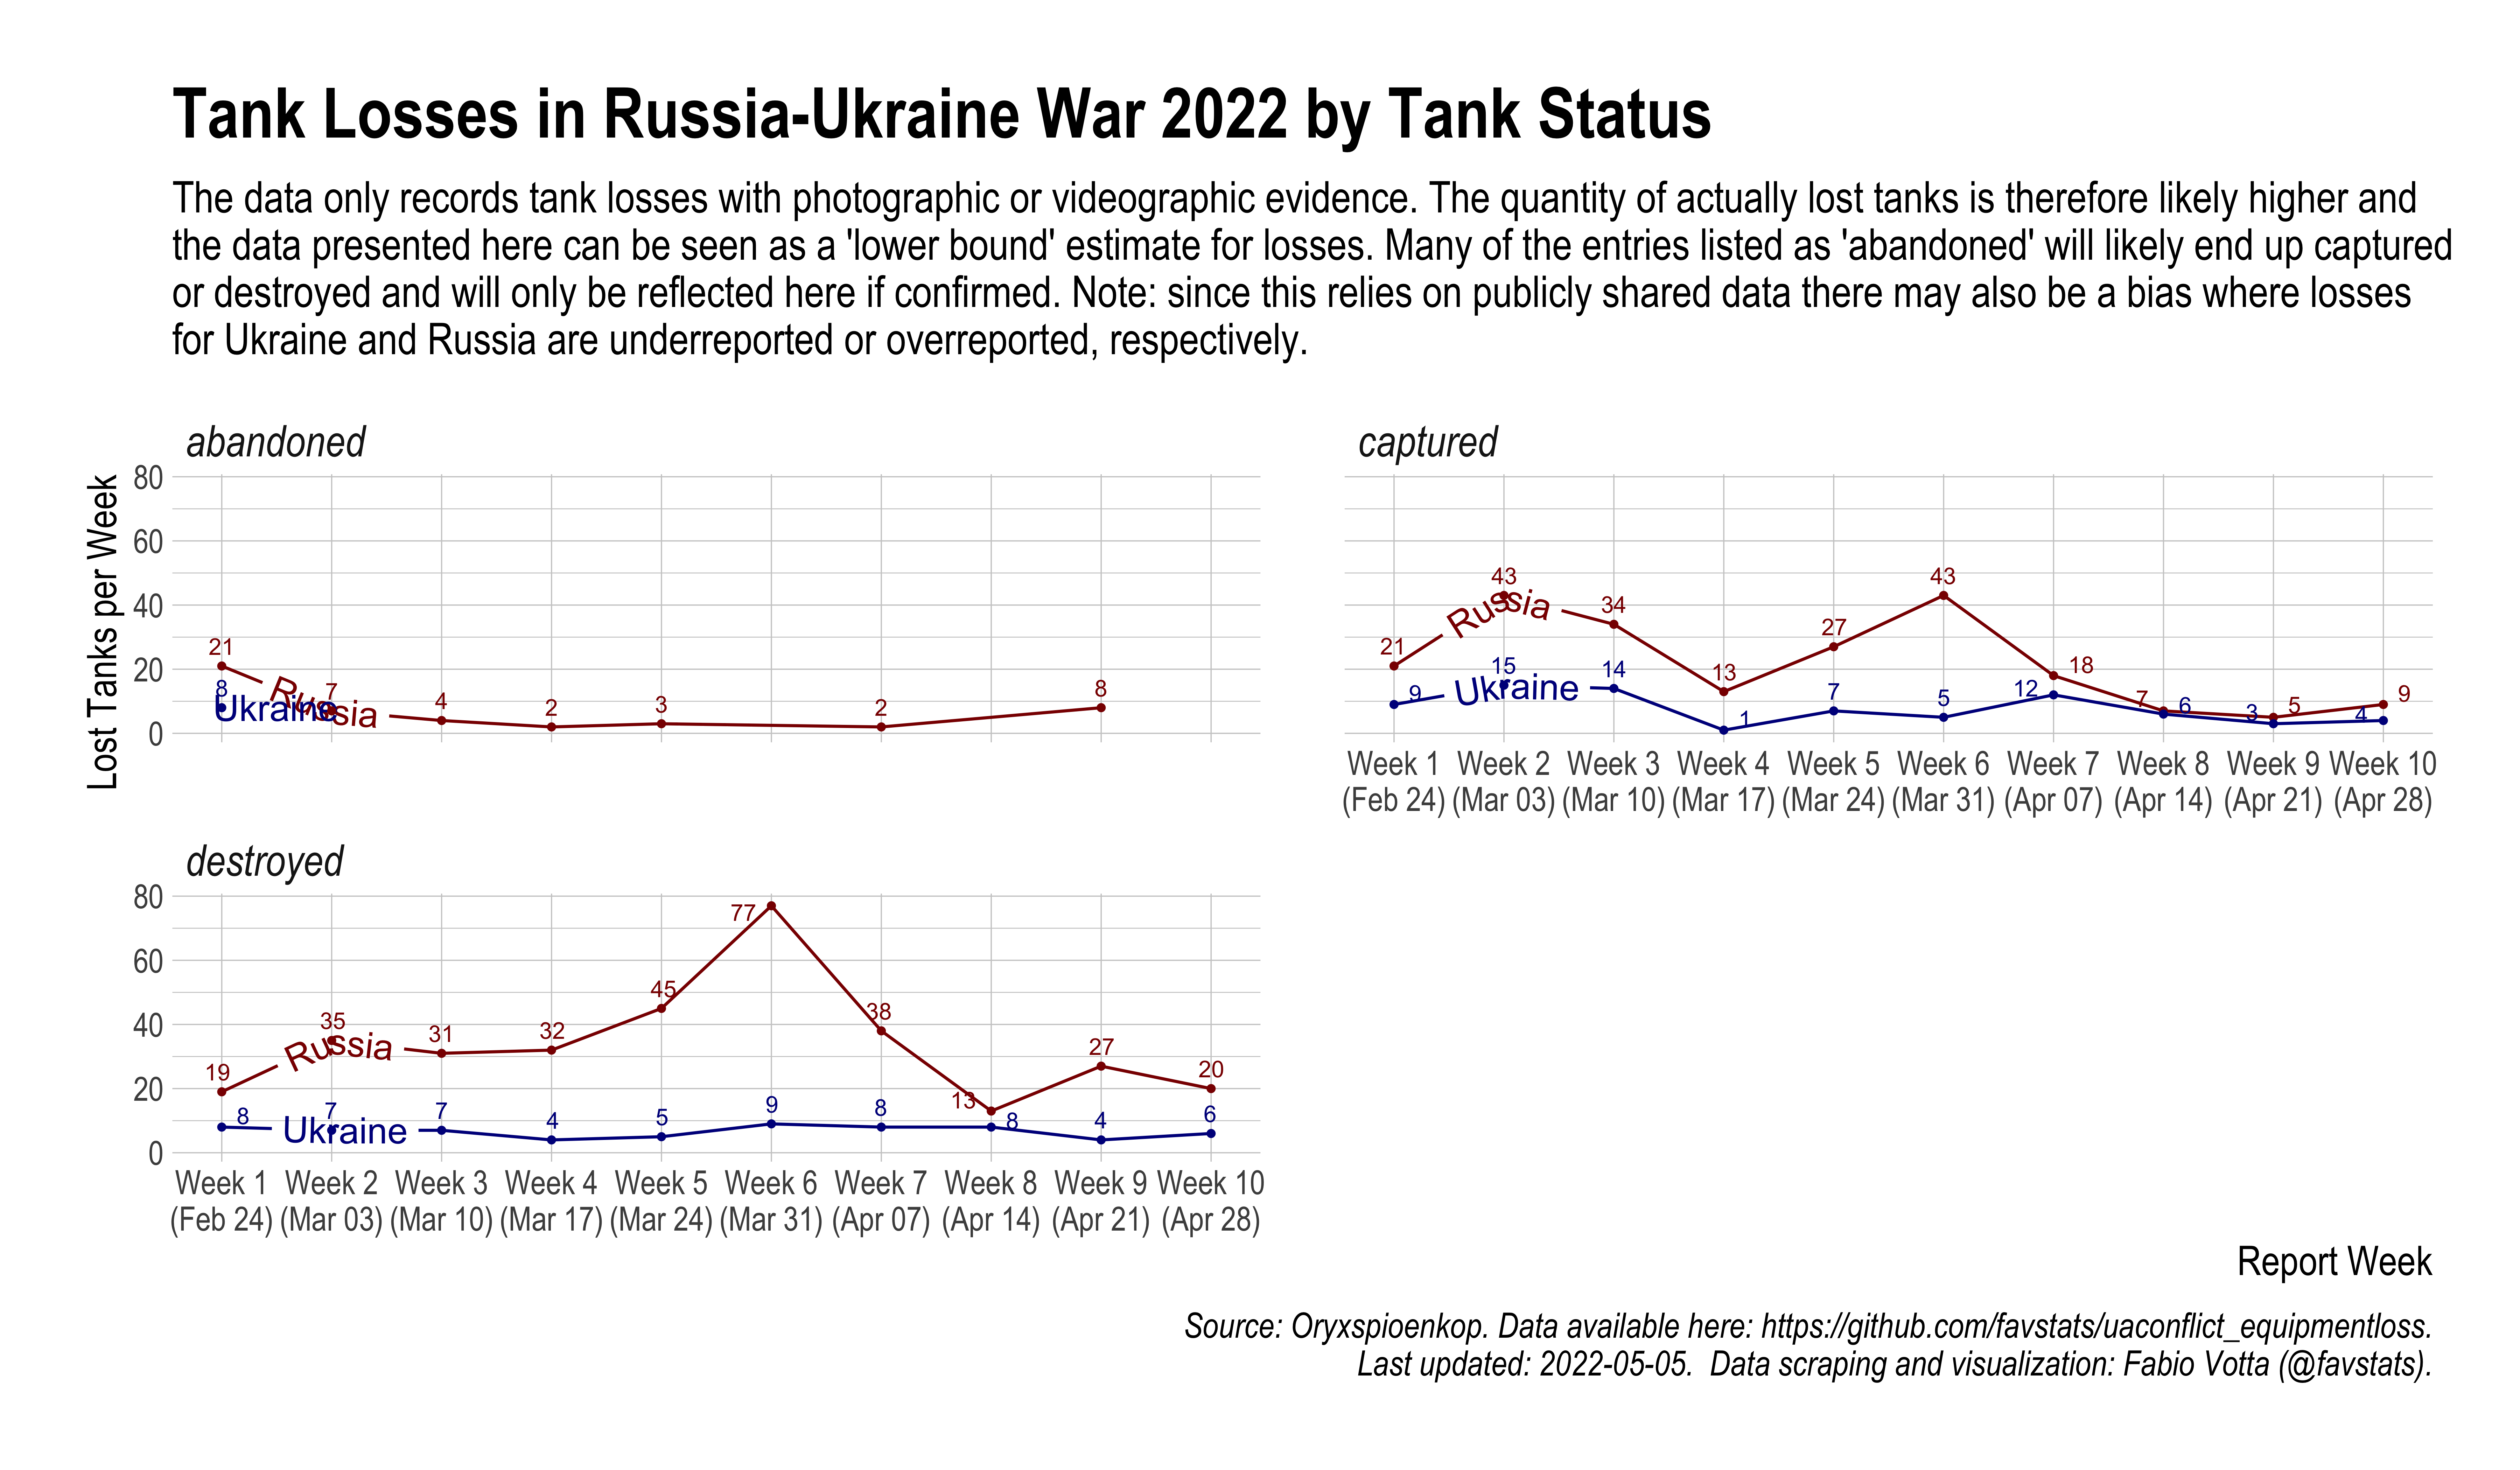 Tank Losses in Russia-Ukraine War 2022 by Tank Status
The data only records tank losses with photographic or videographic evidence. The quantity of actually lost tanks is therefore likely higher and
the data presented here can be seen as a 'lower bound' estimate for losses. Many of the entries listed as 'abandoned' will likely end up captured
or destroyed and will only be reflected here if confirmed. Note: since this relies on publicly shared data there may also be a bias where losses
for Ukraine and Russia are underreported or overreported, respectively.
Lost Tanks per Week
abandoned
80
60
40
20
0
21 7 4 2 3 2 8
Russia
8
Ukraine
captured
21 43 34 13 27 43 18 7 5 9
Russia
9 15 14 1 7 5 12 6 3 4
Ukraine
Week 1 Week 2 Week 3 Week 4 Week 5 Week 6 Week 7 Week 8 Week 9 Week 10
(Feb 24) (Mar 03) (Mar 10) (Mar 17) (Mar 24) (Mar 31) (Apr 07) (Apr 14) (Apr 21) (Apr 28)
destroyed
80
60
40
20
0
19 35 31 32 45 77 38 13 27 20
Russia
8 7 7 4 5 9 8 8 4 6
Ukraine
Week 1 Week 2 Week 3 Week 4 Week 5 Week 6 Week 7 Week 8 Week 9 Week 10
(Feb 24) (Mar 03) (Mar 10) (Mar 17) (Mar 24) (Mar 31) (Apr 07) (Apr 14) (Apr 21) (Apr 28)
Report Week
Source: Oryxspioenkop. Data available here: https://github.com/favstats/uaconflict_equipmentloss.
Last updated: 2022-05-05.  Data scraping and visualization: Fabio Votta (@favstats).